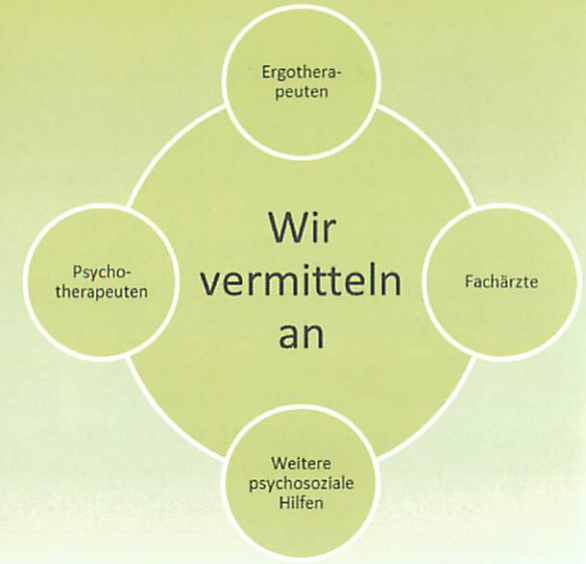 Ergothera-
peuten
Wir
vermitteln
an
Psycho-
therapeuten
Fachärzte
Weitere
psychosoziale
Hilfen